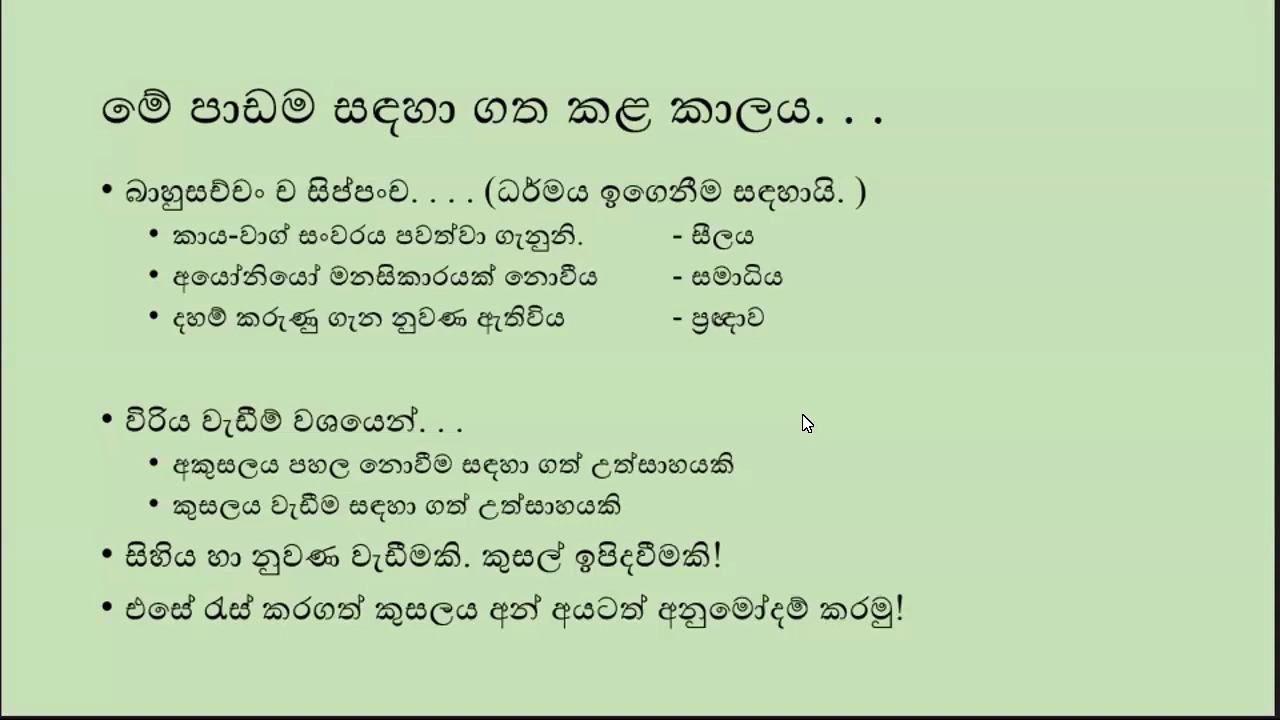 මේ පාඩම සඳහා ගත කළ කාලය. . .
• බාහුසච්චං ච සිප්පංච. . . . (ධර්මය ඉගෙනීම සඳහායි. )
• කාය-වාග් සංවරය පවත්වා ගැනුනි. - සීලය
• අයෝනියෝ මනසිකාරයක් නොවීය - සමාධිය
• දහම් කරුණු ගැන නුවණ ඇතිවිය - ප්‍රඥාව
• විරිය වැඩීම් වශයෙන්. . .
• අකුසලය පහල නොවීම සඳහා ගත් උත්සාහයකි
• කුසලය වැඩීම සඳහා ගත් උත්සාහයකි
• සිහිය හා නුවණ වැඩීමකි. කුසල් ඉපිදවීමකි!
• එසේ රැස් කරගත් කුසලය අන් අයටත් අනුමෝදම් කරමු!